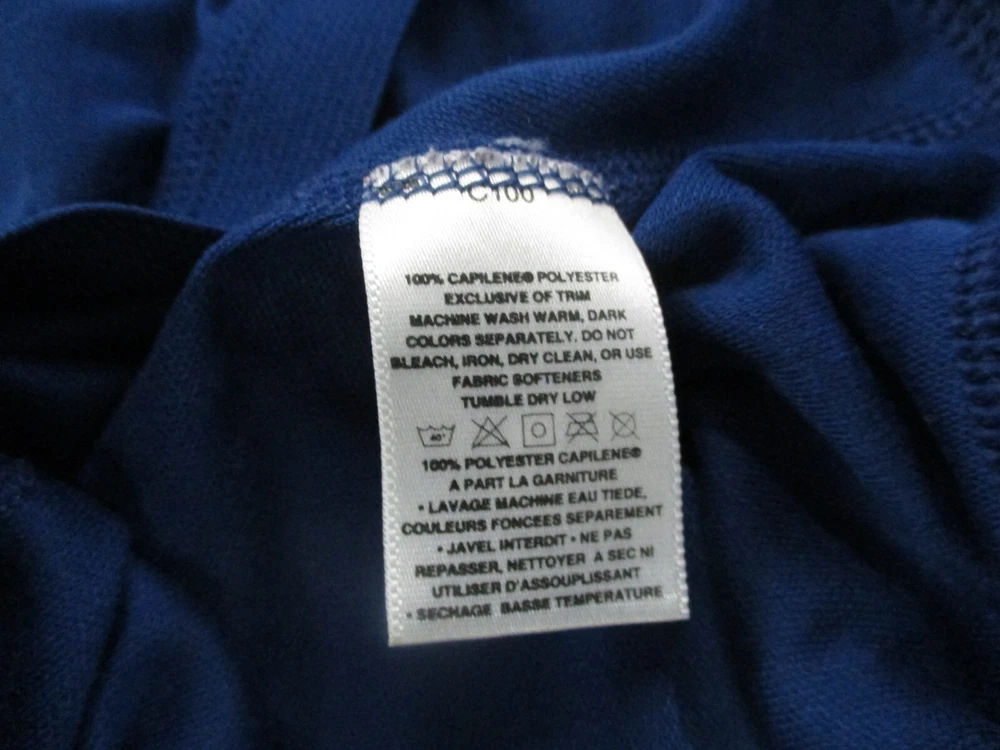 C100
100% CAPILENE® POLYESTER
EXCLUSIVE OF TRIM
MACHINE WASH WARM, DARK
COLORS SEPARATELY. DO NOT
BLEACH, IRON, DRY CLEAN, OR USE
FABRIC SOFTENERS
TUMBLE DRY LOW
40°
100% POLYESTER CAPILENE®
A PART LA GARNITURE
• LAVAGE MACHINE EAU TIEDE,
COULEURS FONCEES SEPAREMENT
• JAVEL INTERDIT • NE PAS
REPASSER, NETTOYER A SEC NI
UTILISER D'ASSOUPLISSANT
• SECHAGE BASSE TEMPERATURE